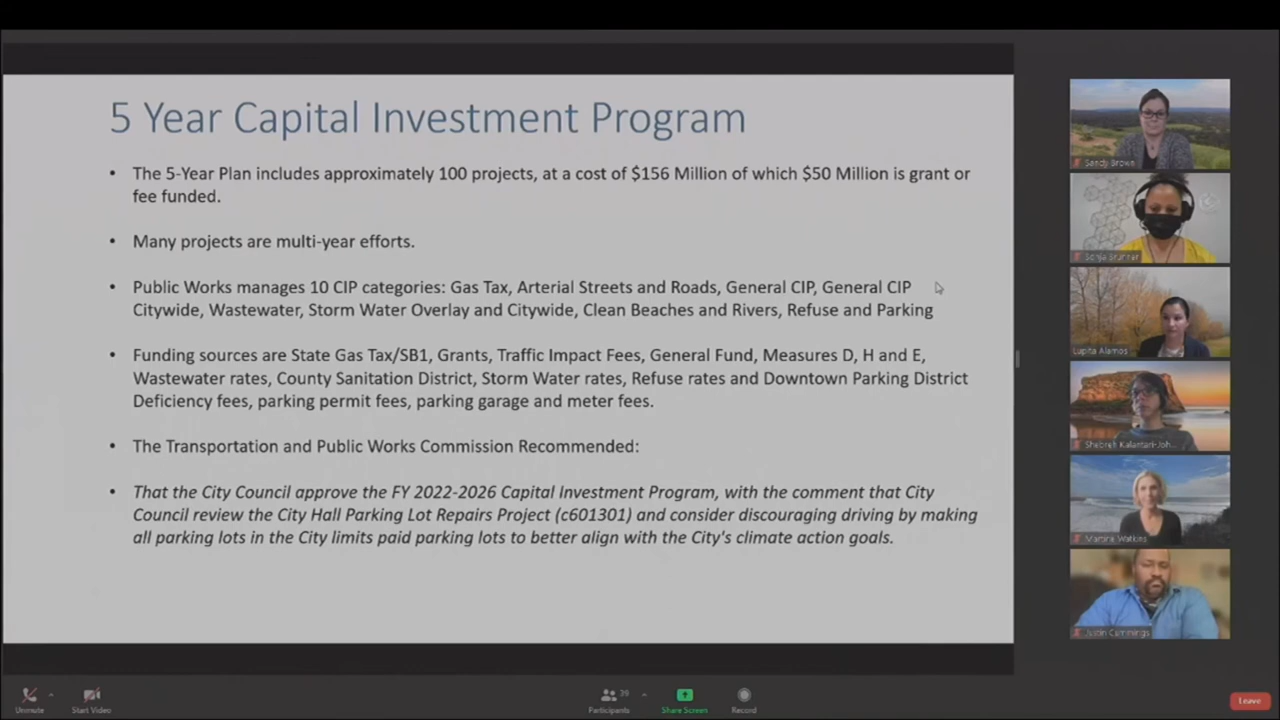 5 Year Capital Investment Program
• The 5-Year Plan includes approximately 100 projects, at a cost of $156 Million of which $50 Million is grant or
fee funded.
• Many projects are multi-year efforts.
• Public Works manages 10 CIP categories: Gas Tax, Arterial Streets and Roads, General CIP, General CIP
Citywide, Wastewater, Storm Water Overlay and Citywide, Clean Beaches and Rivers, Refuse and Parking
• Funding sources are State Gas Tax/SB1, Grants, Traffic Impact Fees, General Fund, Measures D, H and E,
Wastewater rates, County Sanitation District, Storm Water rates, Refuse rates and Downtown Parking District
Deficiency fees, parking permit fees, parking garage and meter fees.
• The Transportation and Public Works Commission Recommended:
• That the City Council approve the FY 2022-2026 Capital Investment Program, with the comment that City
Council review the City Hall Parking Lot Repairs Project (c601301) and consider discouraging driving by making
all parking lots in the City limits paid parking lots to better align with the City's climate action goals.
Sandy Brown
Sonja Brunner
Lupita Alamos
Shebreh Kalantari-Joh...
Martine Watkins
Justin Cummings
Unmute
Start Video
Participants
39
Share Screen
Record
Leave